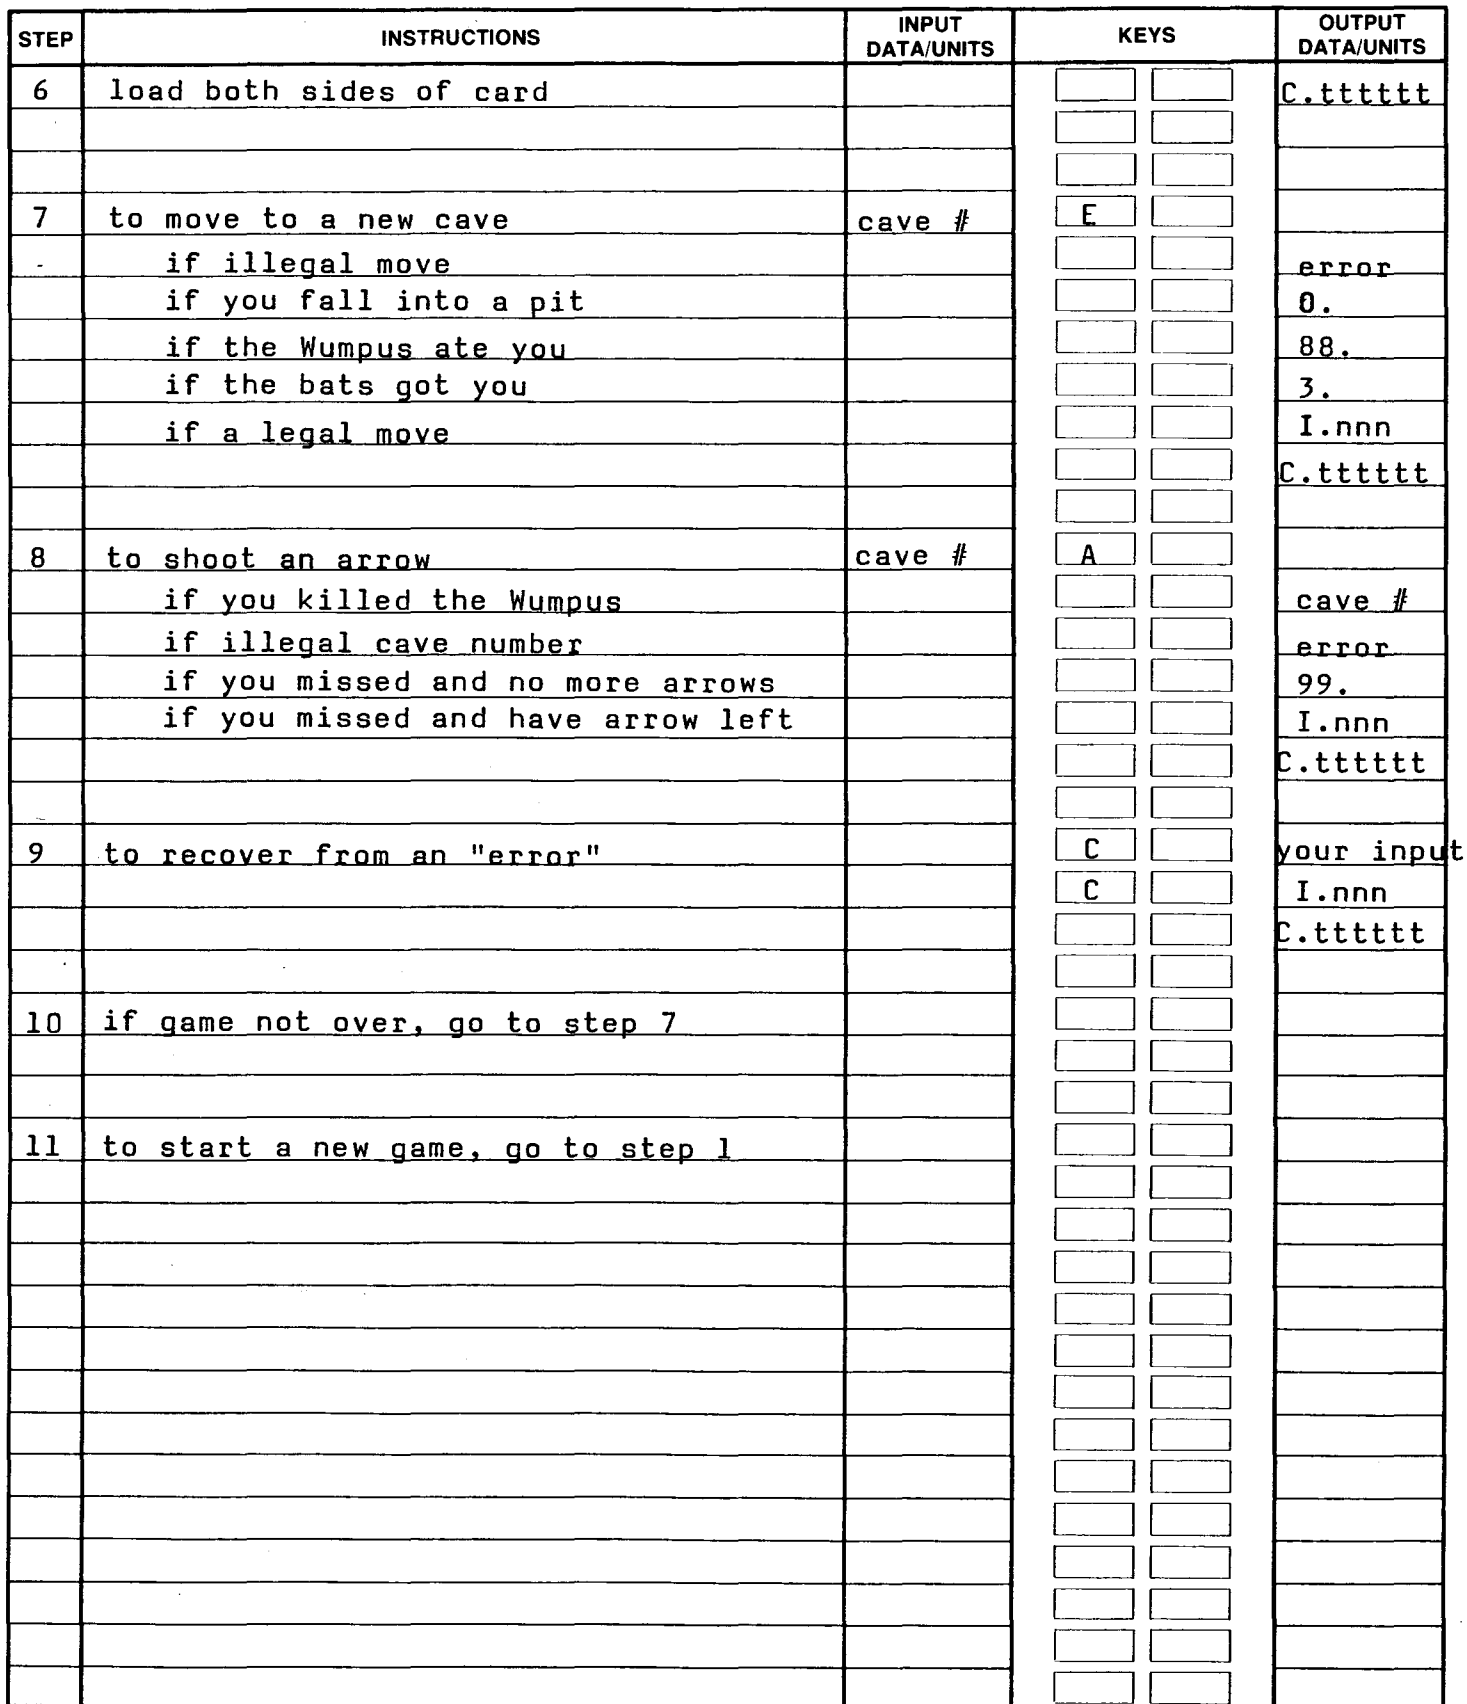 STEP INSTRUCTIONS INPUT DATA/UNITS KEYS OUTPUT DATA/UNITS
6 load both sides of card C.tttttt
7 to move to a new cave cave # E
if illegal move error
if you fall into a pit 0.
if the Wumpus ate you 88.
if the bats got you 3.
if a legal move I.nnn
C.tttttt
8 to shoot an arrow cave # A
if you killed the Wumpus cave #
if illegal cave number error
if you missed and no more arrows 99.
if you missed and have arrow left I.nnn
C.tttttt
9 to recover from an "error" C your input
C I.nnn
C.tttttt
10 if game not over, go to step 7
11 to start a new game, go to step 1